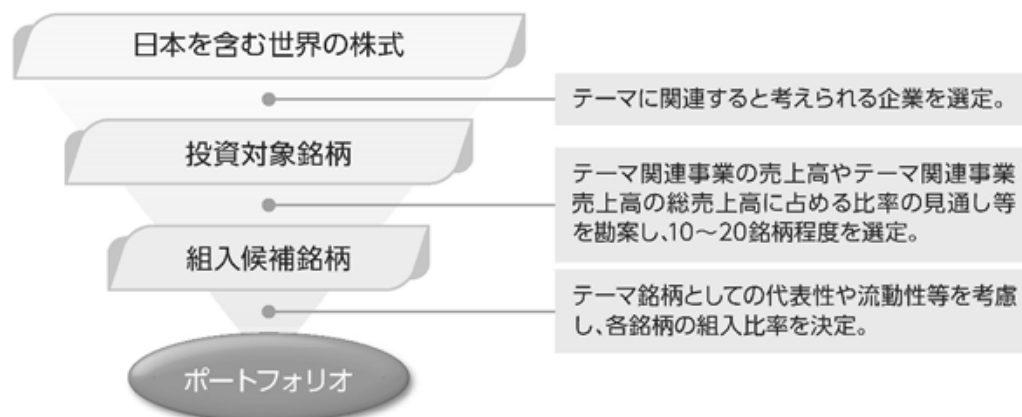 日本を含む世界の株式
テーマに関連すると考えられる企業を選定。
投資対象銘柄
テーマ関連事業の売上高やテーマ関連事業
売上高の総売上高に占める比率の見通し等
を勘案し、10～20銘柄程度を選定。
組入候補銘柄
テーマ銘柄としての代表性や流動性等を考慮
し、各銘柄の組入比率を決定。
ポートフォリオ